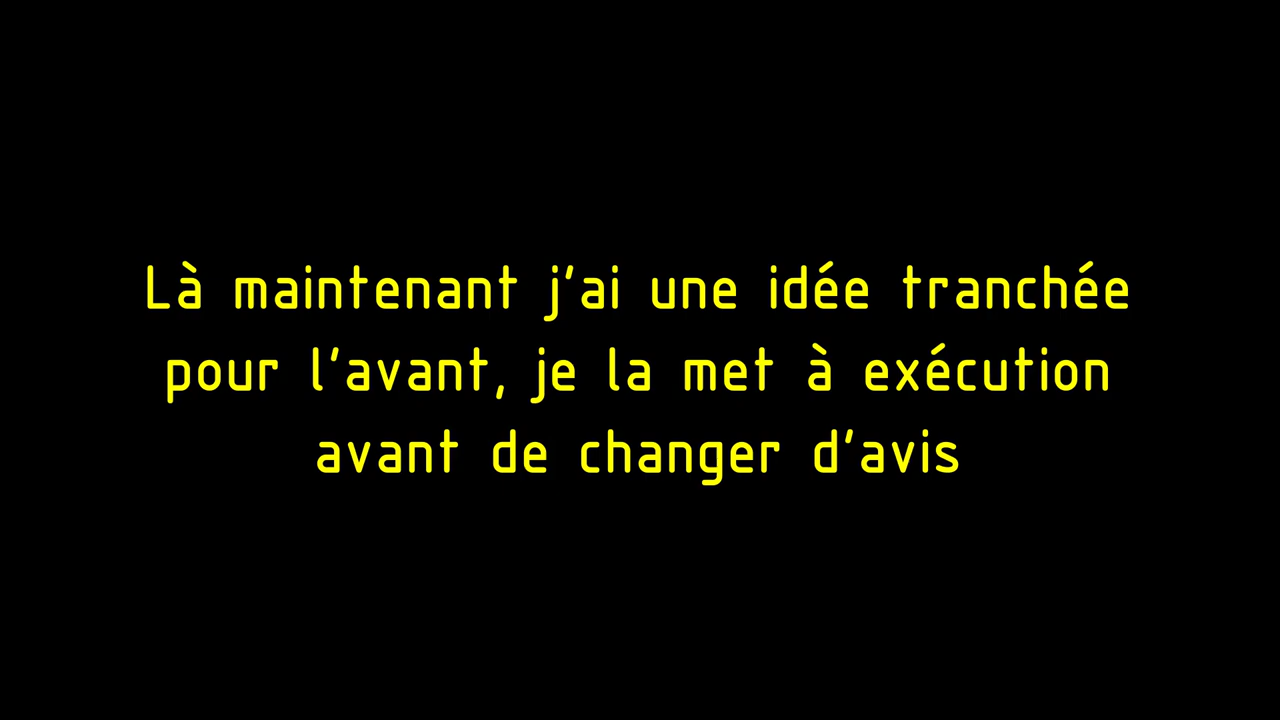 Là maintenant j'ai une idée tranchée
pour l'avant, je la met à exécution
avant de changer d'avis